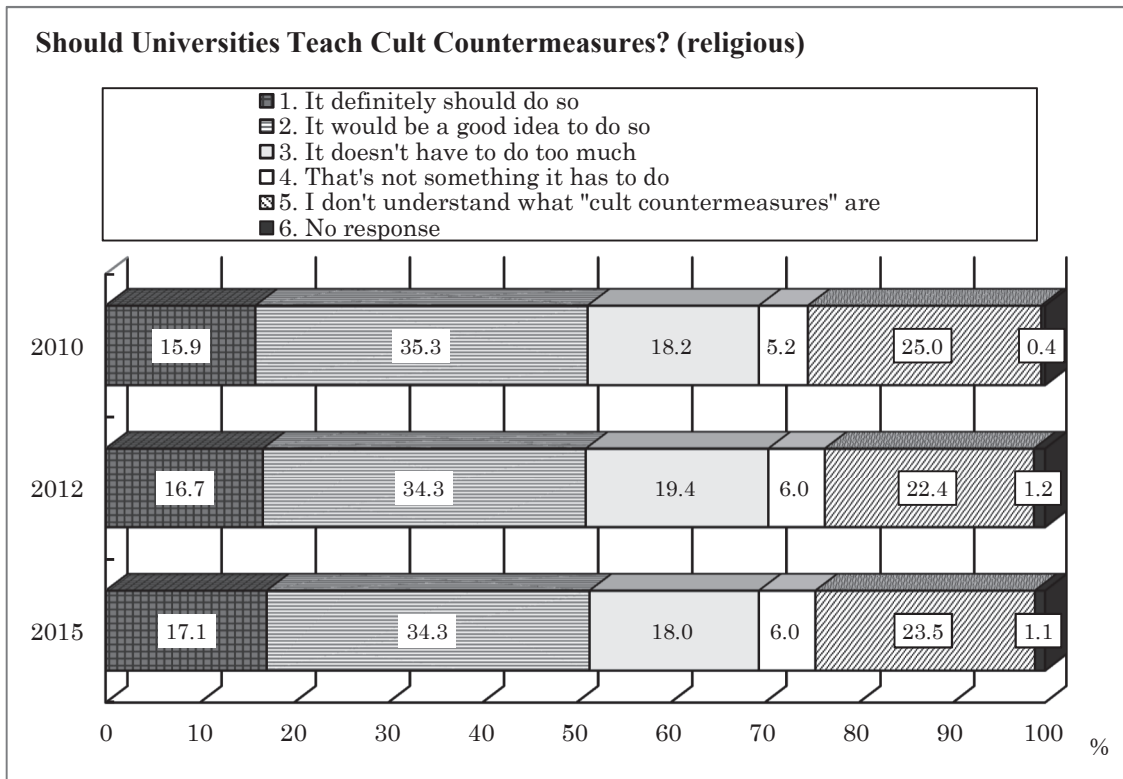 Should Universities Teach Cult Countermeasures? (religious)
1. It definitely should do so
2. It would be a good idea to do so
3. It doesn't have to do too much
4. That's not something it has to do
5. I don't understand what "cult countermeasures" are
6. No response
2010 15.9 35.3 18.2 5.2 25.0 0.4
2012 16.7 34.3 19.4 6.0 22.4 1.2
2015 17.1 34.3 18.0 6.0 23.5 1.1
0 10 20 30 40 50 60 70 80 90 100 %